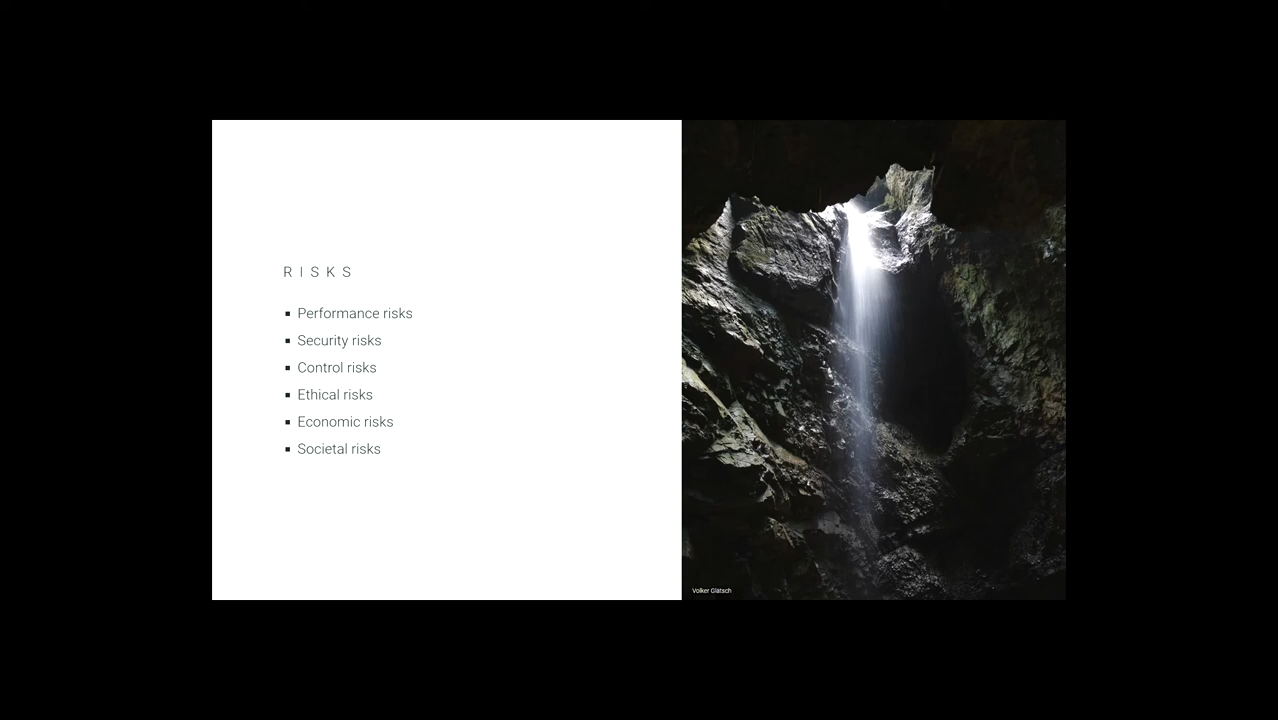 RISKS
▪ Performance risks
▪ Security risks
▪ Control risks
▪ Ethical risks
▪ Economic risks
▪ Societal risks
Volker Glätsch